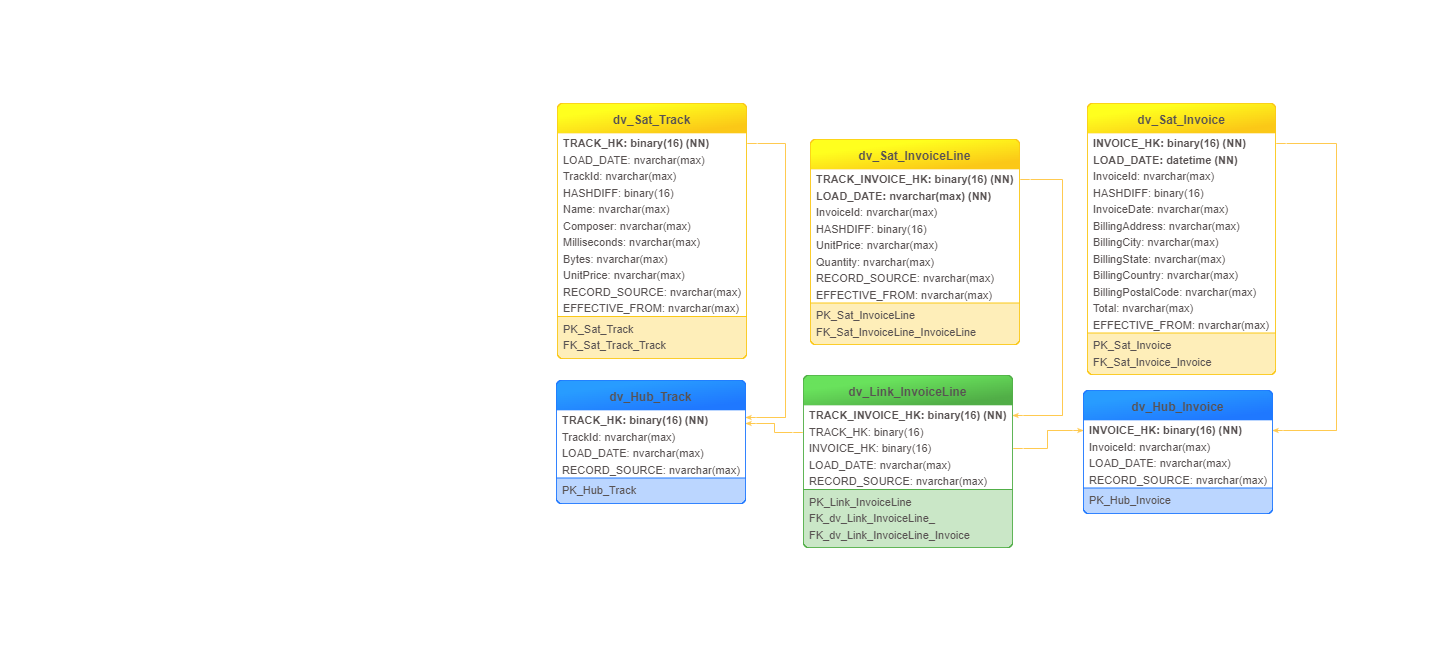 dv_Sat_Track
TRACK_HK: binary(16) (NN)
LOAD_DATE: nvarchar(max)
TrackId: nvarchar(max)
HASHDIFF: binary(16)
Name: nvarchar(max)
Composer: nvarchar(max)
Milliseconds: nvarchar(max)
Bytes: nvarchar(max)
UnitPrice: nvarchar(max)
RECORD_SOURCE: nvarchar(max)
EFFECTIVE_FROM: nvarchar(max)
PK_Sat_Track
FK_Sat_Track_Track
dv_Sat_InvoiceLine
TRACK_INVOICE_HK: binary(16) (NN)
LOAD_DATE: nvarchar(max) (NN)
InvoiceId: nvarchar(max)
HASHDIFF: binary(16)
UnitPrice: nvarchar(max)
Quantity: nvarchar(max)
RECORD_SOURCE: nvarchar(max)
EFFECTIVE_FROM: nvarchar(max)
PK_Sat_InvoiceLine
FK_Sat_InvoiceLine_InvoiceLine
dv_Sat_Invoice
INVOICE_HK: binary(16) (NN)
LOAD_DATE: datetime (NN)
InvoiceId: nvarchar(max)
HASHDIFF: binary(16)
InvoiceDate: nvarchar(max)
BillingAddress: nvarchar(max)
BillingCity: nvarchar(max)
BillingState: nvarchar(max)
BillingCountry: nvarchar(max)
BillingPostalCode: nvarchar(max)
Total: nvarchar(max)
EFFECTIVE_FROM: nvarchar(max)
PK_Sat_Invoice
FK_Sat_Invoice_Invoice
dv_Hub_Track
TRACK_HK: binary(16) (NN)
TrackId: nvarchar(max)
LOAD_DATE: nvarchar(max)
RECORD_SOURCE: nvarchar(max)
PK_Hub_Track
dv_Link_InvoiceLine
TRACK_INVOICE_HK: binary(16) (NN)
TRACK_HK: binary(16)
INVOICE_HK: binary(16)
LOAD_DATE: nvarchar(max)
RECORD_SOURCE: nvarchar(max)
PK_Link_InvoiceLine
FK_dv_Link_InvoiceLine_
FK_dv_Link_InvoiceLine_Invoice
dv_Hub_Invoice
INVOICE_HK: binary(16) (NN)
InvoiceId: nvarchar(max)
LOAD_DATE: nvarchar(max)
RECORD_SOURCE: nvarchar(max)
PK_Hub_Invoice